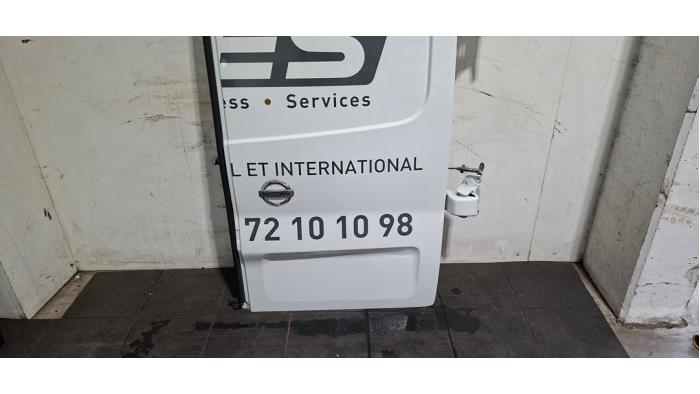 ES
ess • Services
L ET INTERNATIONAL
NISSAN
72 10 10 98